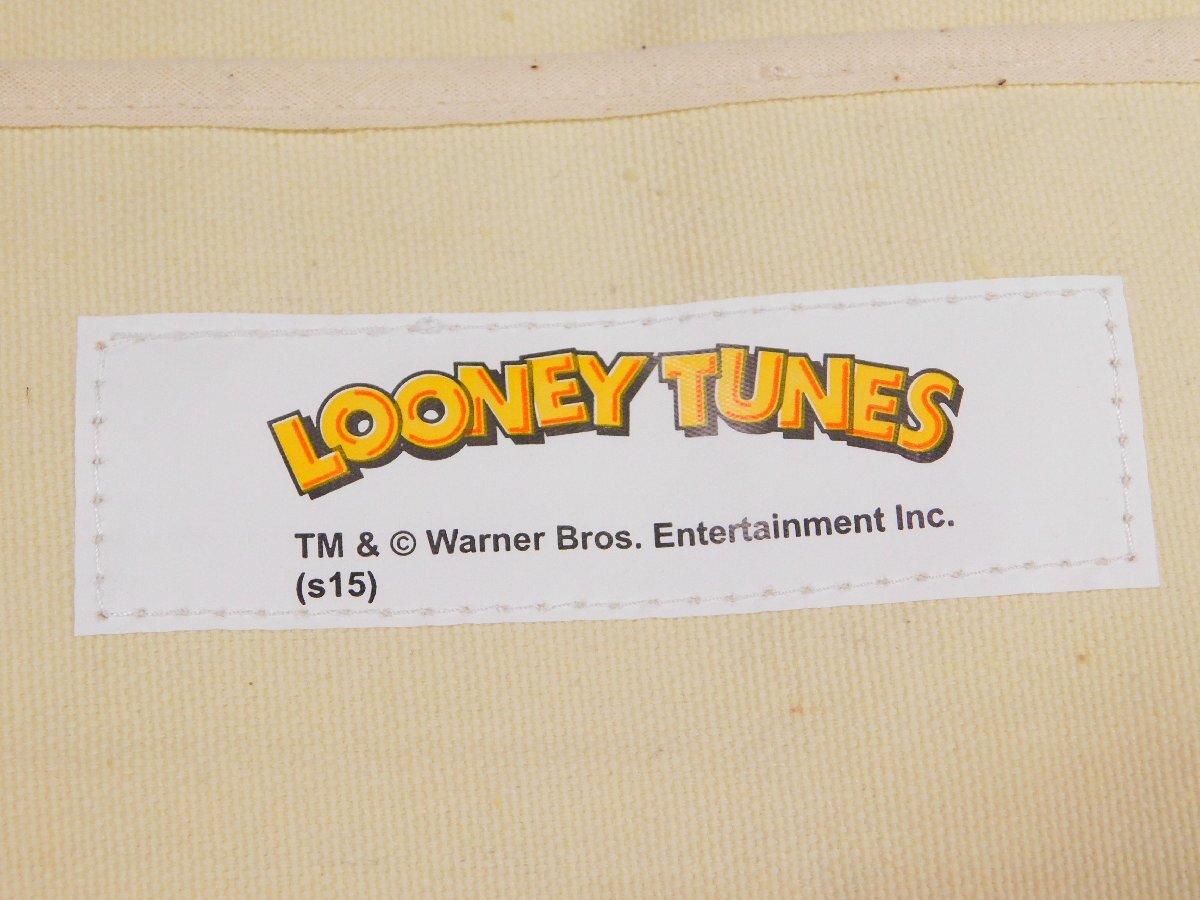 LOONEY TUNES
TM & © Warner Bros. Entertainment Inc.
(s15)